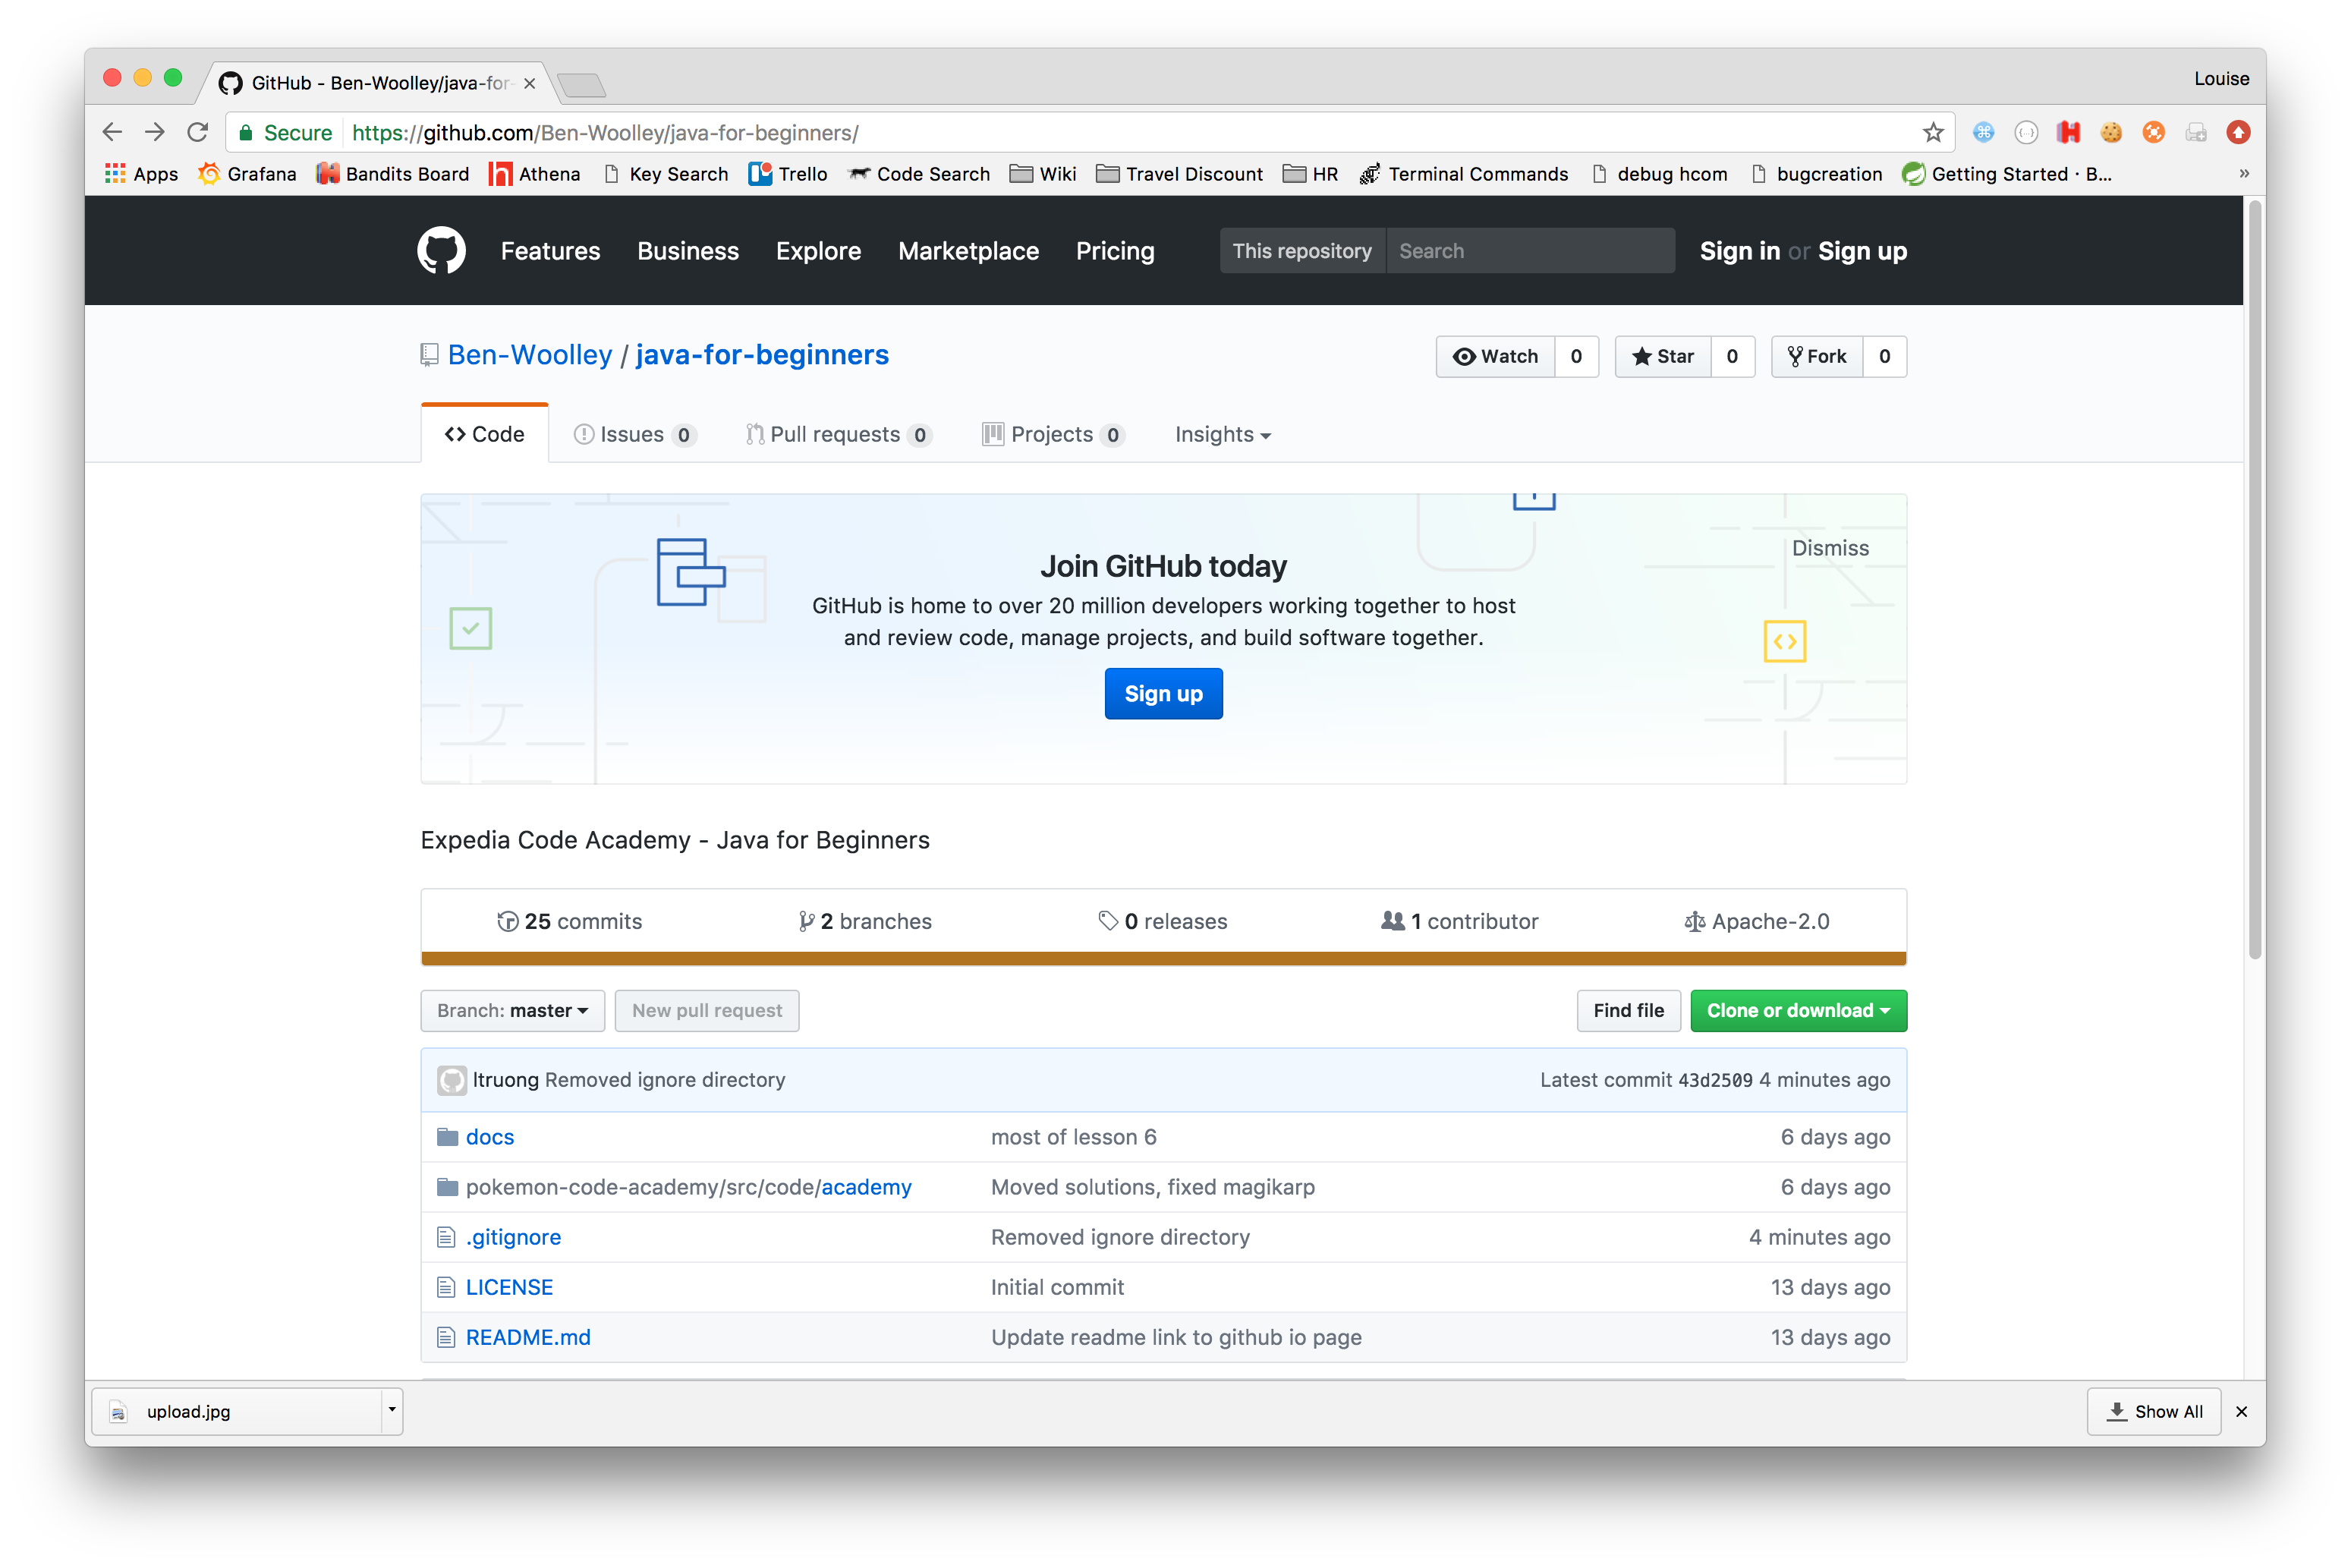 GitHub - Ben-Woolley/java-for-
Louise
Secure https://github.com/Ben-Woolley/java-for-beginners/
Apps Grafana Bandits Board Athena Key Search Trello Code Search Wiki Travel Discount HR Terminal Commands debug hcom bugcreation Getting Started · B... »
Features Business Explore Marketplace Pricing This repository Search Sign in or Sign up
Ben-Woolley / java-for-beginners Watch 0 Star 0 Fork 0
Code Issues 0 Pull requests 0 Projects 0 Insights
Dismiss
Join GitHub today
GitHub is home to over 20 million developers working together to host
and review code, manage projects, and build software together.
Sign up
Expedia Code Academy - Java for Beginners
25 commits 2 branches 0 releases 1 contributor Apache-2.0
Branch: master New pull request Find file Clone or download
ltruong Removed ignore directory Latest commit 43d2509 4 minutes ago
docs most of lesson 6 6 days ago
pokemon-code-academy/src/code/academy Moved solutions, fixed magikarp 6 days ago
.gitignore Removed ignore directory 4 minutes ago
LICENSE Initial commit 13 days ago
README.md Update readme link to github io page 13 days ago
upload.jpg Show All